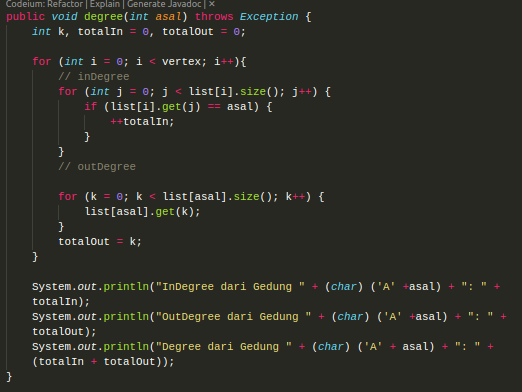 Codeium: Refactor | Explain | Generate Javadoc | ×
public void degree(int asal) throws Exception {
    int k, totalIn = 0, totalOut = 0;

    for (int i = 0; i < vertex; i++){
        // inDegree
        for (int j = 0; j < list[i].size(); j++) {
            if (list[i].get(j) == asal) {
                ++totalIn;
            }
        }
        // outDegree

        for (k = 0; k < list[asal].size(); k++) {
            list[asal].get(k);
        }
        totalOut = k;
    }

    System.out.println("InDegree dari Gedung " + (char) ('A' +asal) + ": " +
    totalIn);
    System.out.println("OutDegree dari Gedung " + (char) ('A' +asal) + ": " +
    totalOut);
    System.out.println("Degree dari Gedung " + (char) ('A' + asal) + ": " +
    (totalIn + totalOut));
}